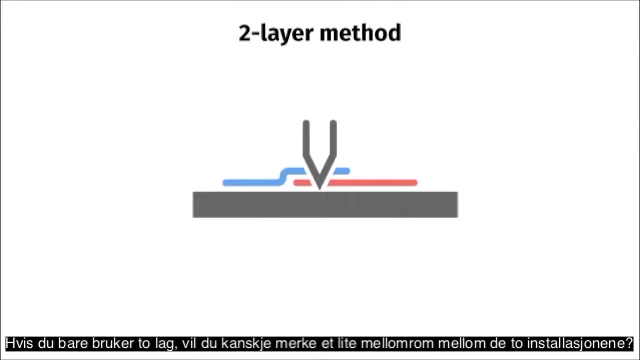 2-layer method
Hvis du bare bruker to lag, vil du kanskje merke et lite mellomrom mellom de to installasjonene?